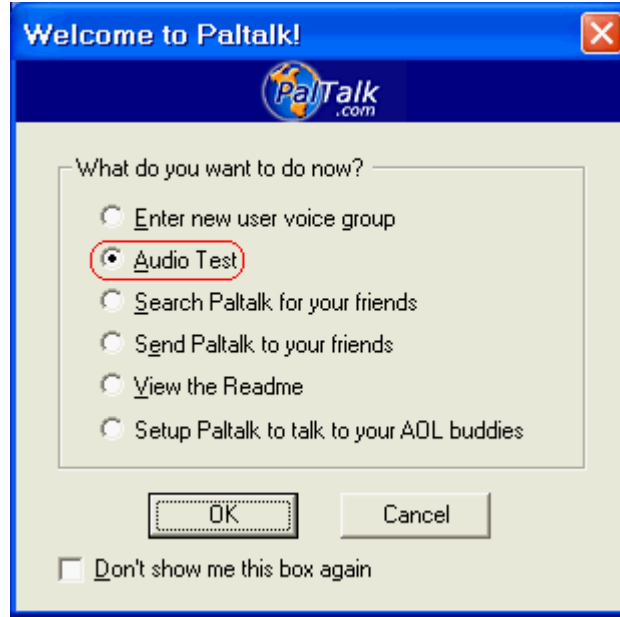 Welcome to Paltalk!
PalTalk
.com
What do you want to do now?
Enter new user voice group
Audio Test
Search Paltalk for your friends
Send Paltalk to your friends
View the Readme
Setup Paltalk to talk to your AOL buddies
OK Cancel
Don't show me this box again